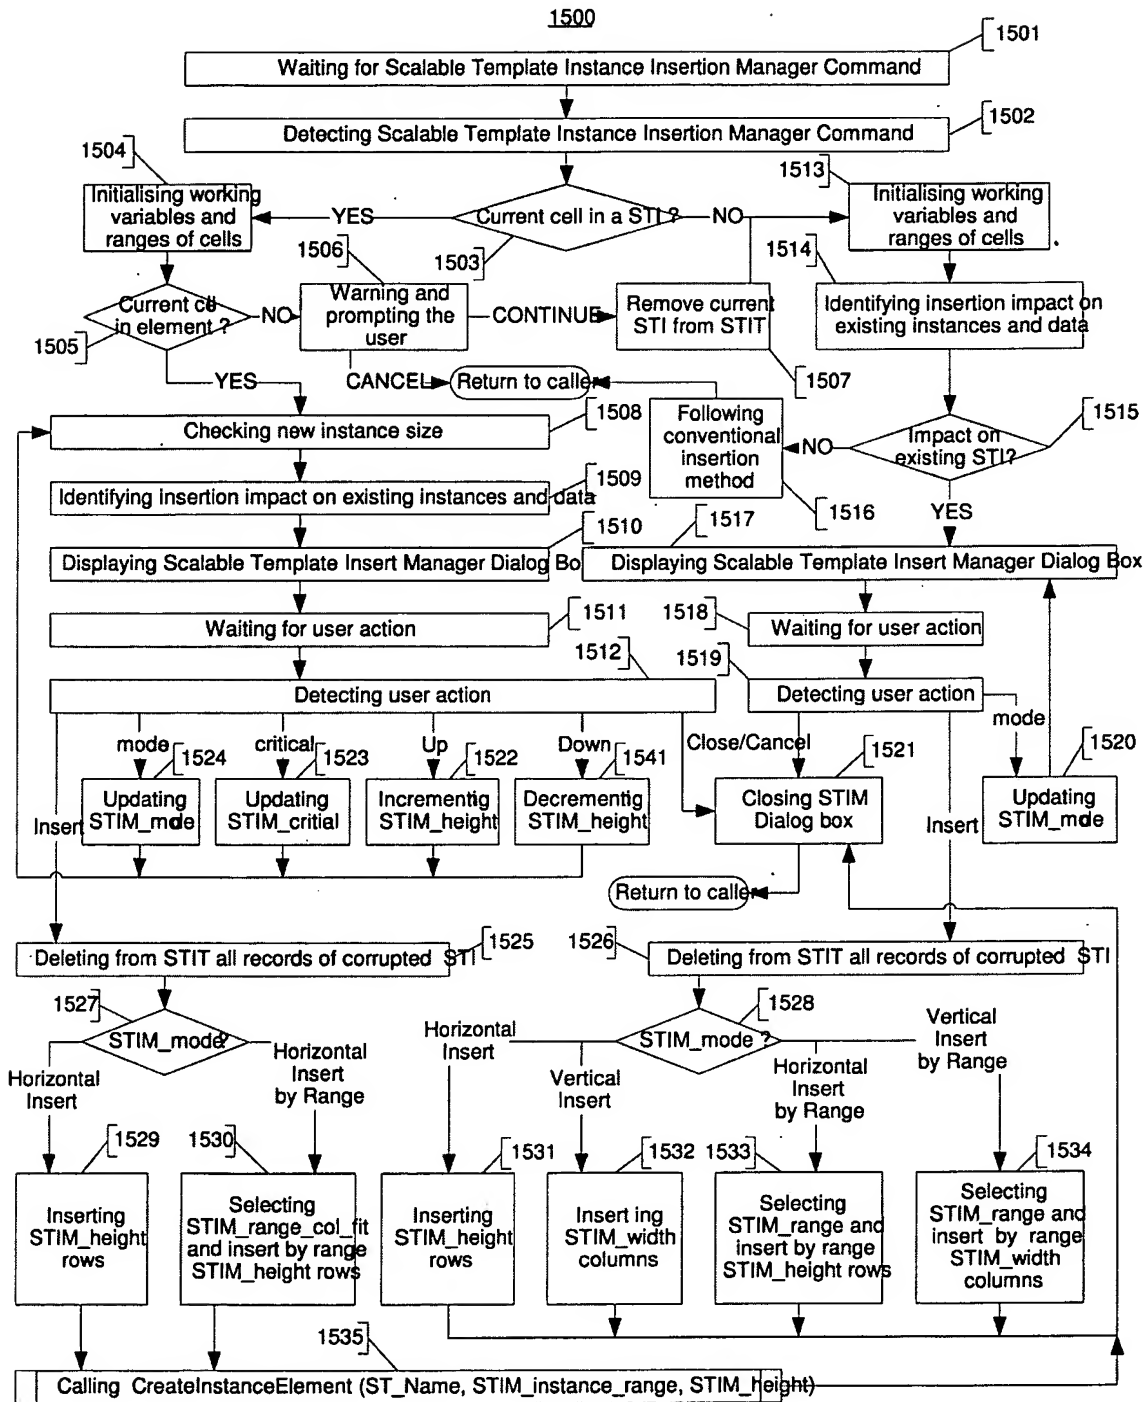 1500
1501
Waiting for Scalable Template Instance Insertion Manager Command
1502
Detecting Scalable Template Instance Insertion Manager Command
1504
1513
Initialising working
variables and
ranges of cells
YES
Current cell in a STI ?
NO
Initialising working
variables and
ranges of cells
1506
1503
1514
Current cell
in element ?
NO
Warning and
prompting the
user
CONTINUE
Remove current
STI from STIT
Identifying insertion impact on
existing instances and data
1505
YES
CANCEL
Return to caller
1507
1508
Checking new instance size
Following
conventional
insertion
method
NO
Impact on
existing STI?
1515
1509
Identifying insertion impact on existing instances and data
1516
YES
1510
1517
Displaying Scalable Template Insert Manager Dialog Bo
Displaying Scalable Template Insert Manager Dialog Box
1511
1518
Waiting for user action
Waiting for user action
1512
1519
Detecting user action
Detecting user action
mode
critical
Up
Down
Close/Cancel
mode
1524
1523
1522
1541
1521
1520
Insert
Updating
STIM_mde
Updating
STIM_critial
Incrementig
STIM_height
Decrementig
STIM_height
Closing STIM
Dialog box
Insert
Updating
STIM_mde
Return to caller
1525
1526
Deleting from STIT all records of corrupted STI
Deleting from STIT all records of corrupted STI
1527
1528
STIM_mode?
STIM_mode ?
Horizontal
Insert
Horizontal
Insert
by Range
Horizontal
Insert
Vertical
Insert
Horizontal
Insert
by Range
Vertical
Insert
by Range
1529
1530
1531
1532
1533
1534
Inserting
STIM_height
rows
Selecting
STIM_range_col_fit
and insert by range
STIM_height rows
Inserting
STIM_height
rows
Insert ing
STIM_width
columns
Selecting
STIM_range and
insert by range
STIM_height rows
Selecting
STIM_range and
insert by range
STIM_width
columns
1535
Calling CreateInstanceElement (ST_Name, STIM_instance_range, STIM_height)